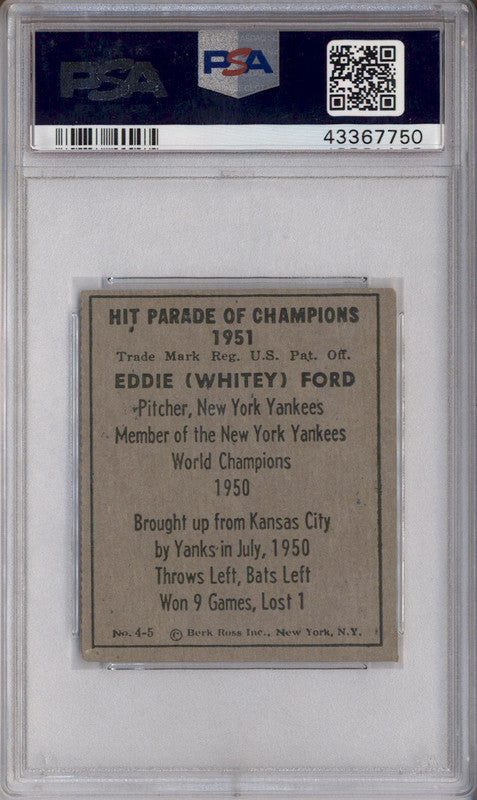 PSA
PSA
43367750
HIT PARADE OF CHAMPIONS
1951
Trade Mark Reg. U.S. Pat. Off.
EDDIE (WHITEY) FORD
Pitcher, New York Yankees
Member of the New York Yankees
World Champions
1950
Brought up from Kansas City
by Yanks in July, 1950
Throws Left, Bats Left
Won 9 Games, Lost 1
No. 4-5 © Berk Ross Inc., New York, N.Y.